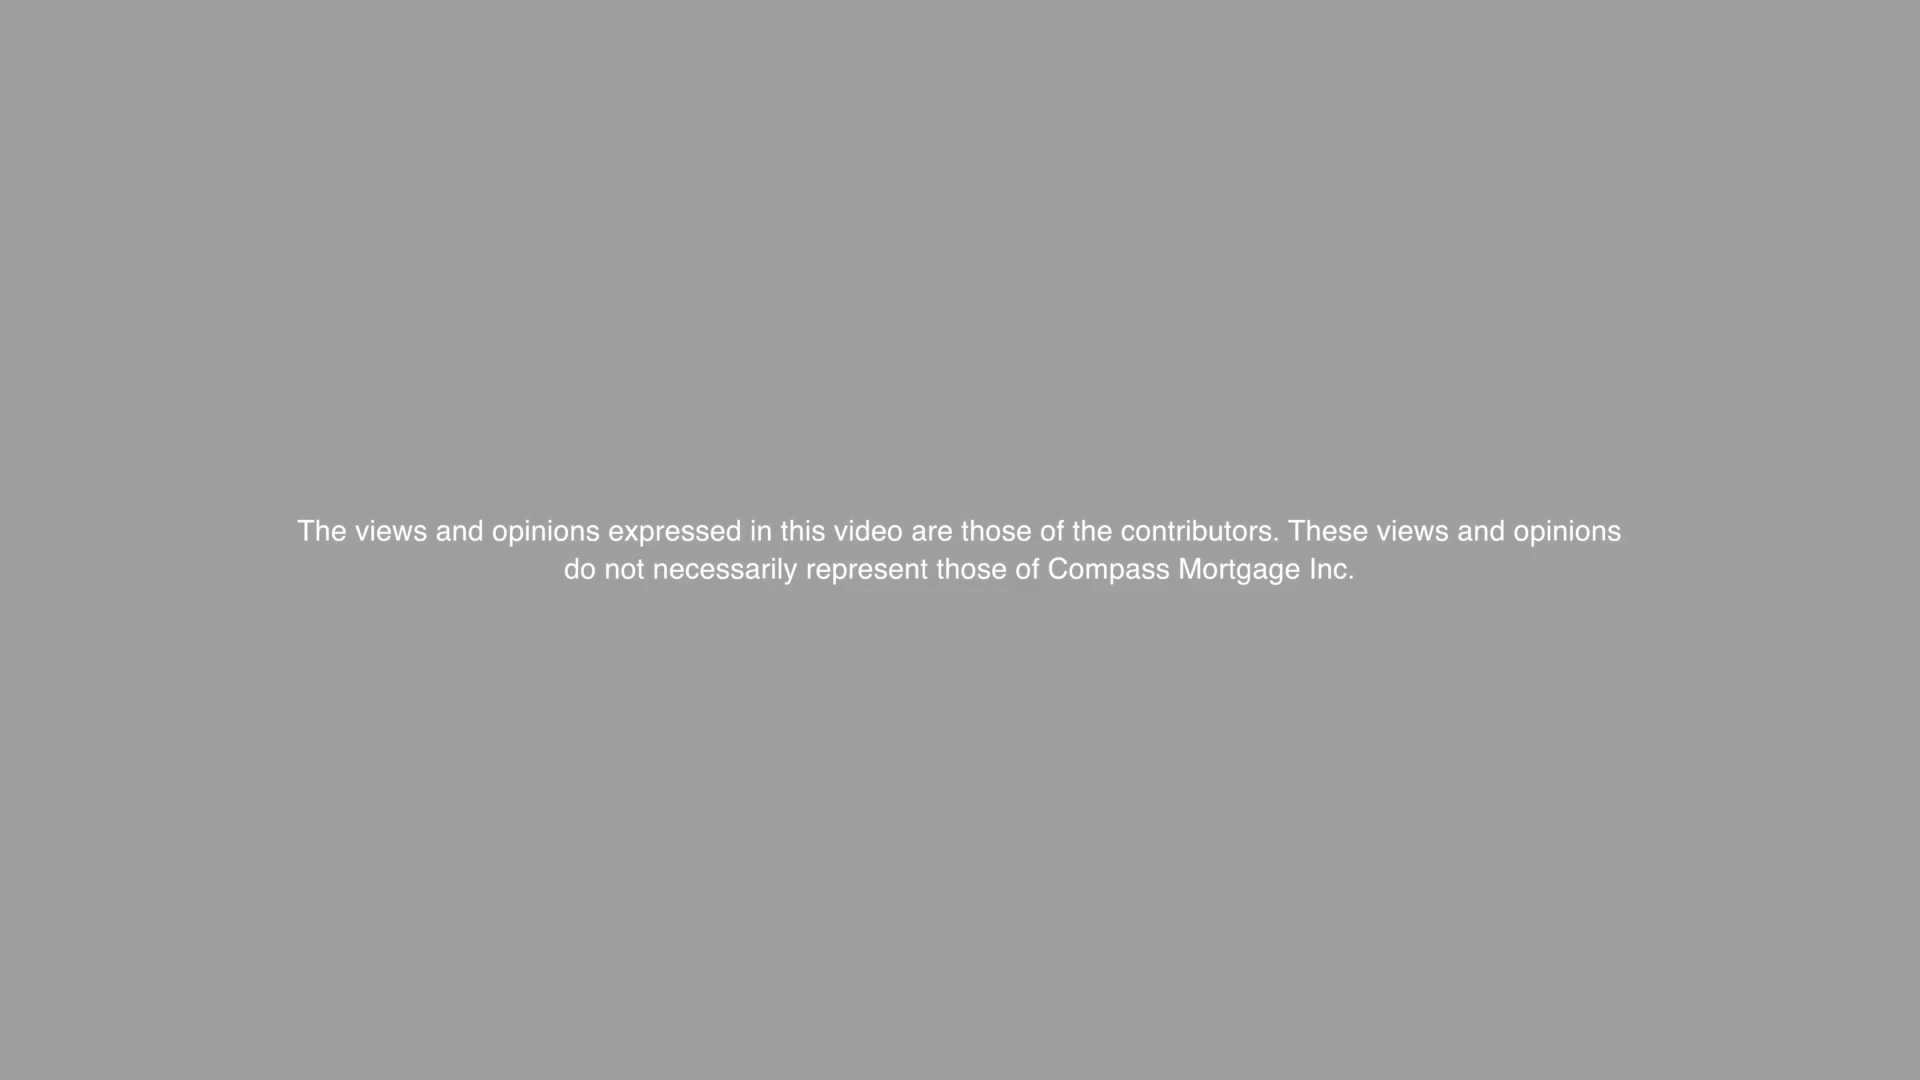 The views and opinions expressed in this video are those of the contributors. These views and opinions
do not necessarily represent those of Compass Mortgage Inc.